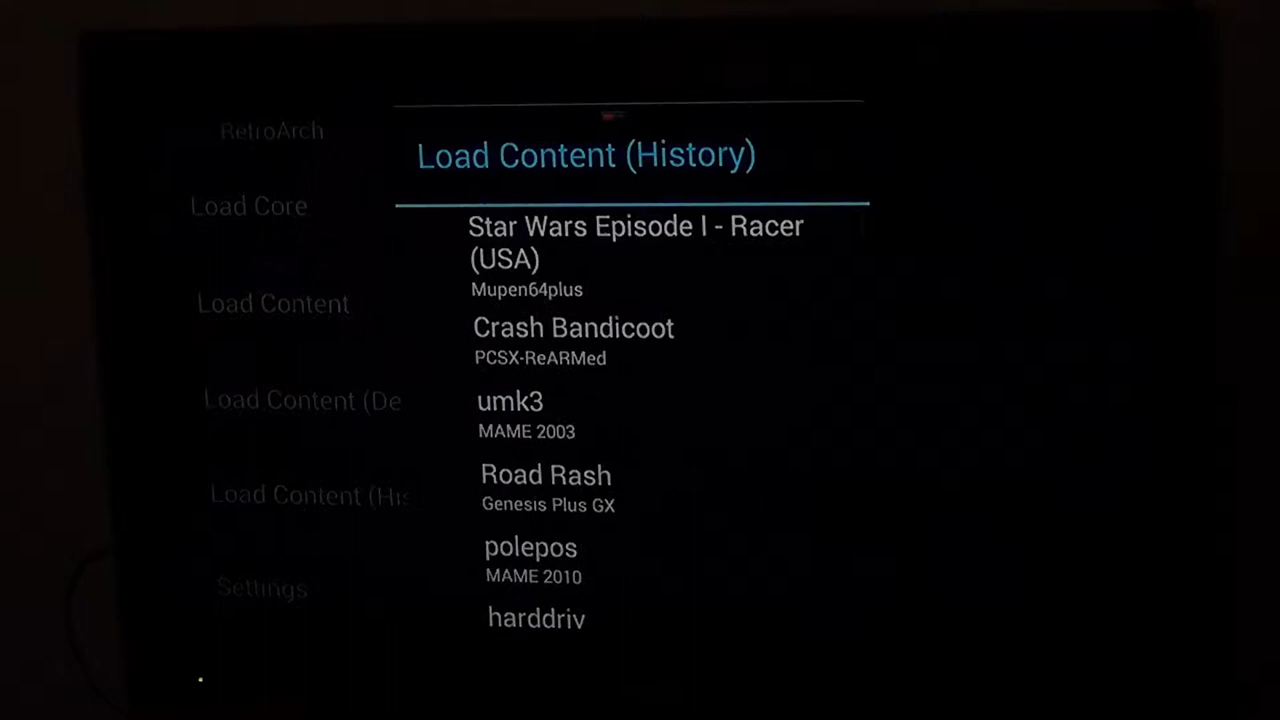 RetroArch
Load Core
Load Content
Load Content (De
Load Content (His
Settings
Load Content (History)
Star Wars Episode I - Racer
(USA)
Mupen64plus
Crash Bandicoot
PCSX-ReARMed
umk3
MAME 2003
Road Rash
Genesis Plus GX
polepos
MAME 2010
harddriv